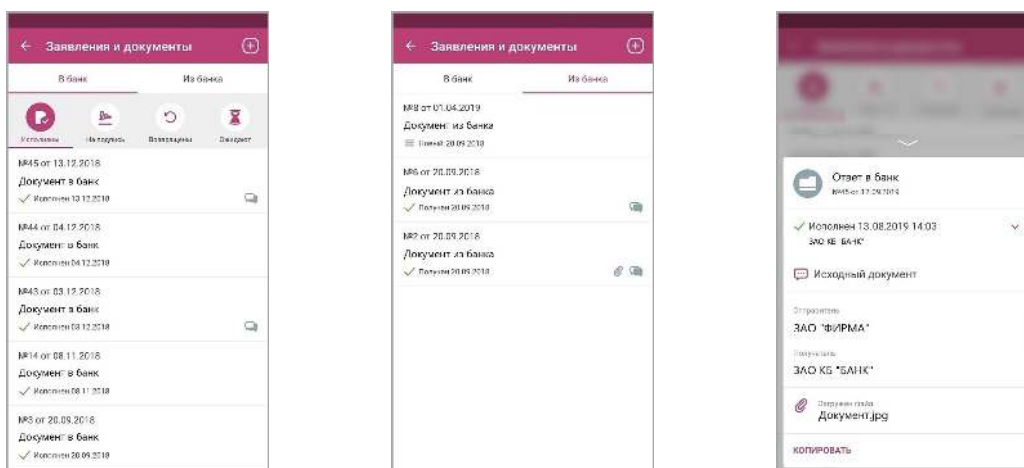 Заявления и документы
В банк
Из банка
Исполнены
На подпись
Возвращены
Ожидают
№45 от 13.12.2018
Документ в банк
Исполнен 13.12.2018
№44 от 04.12.2018
Документ в банк
Исполнен 04.12.2018
№43 от 03.12.2018
Документ в банк
Исполнен 03.12.2018
№14 от 08.11.2018
Документ в банк
Исполнен 08.11.2018
№3 от 20.09.2018
Документ в банк
Исполнен 20.09.2018
Заявления и документы
В банк
Из банка
№8 от 01.04.2019
Документ из банка
Новый 20.09.2018
№6 от 20.09.2018
Документ из банка
Получен 20.09.2018
№2 от 20.09.2018
Документ из банка
Получен 20.09.2018
Ответ в банк
Исполнен 13.08.2019 14:03
ЗАО КБ "БАНК"
Исходный документ
Отправитель
ЗАО "ФИРМА"
Получатель
ЗАО КБ "БАНК"
Документ.jpg
КОПИРОВАТЬ